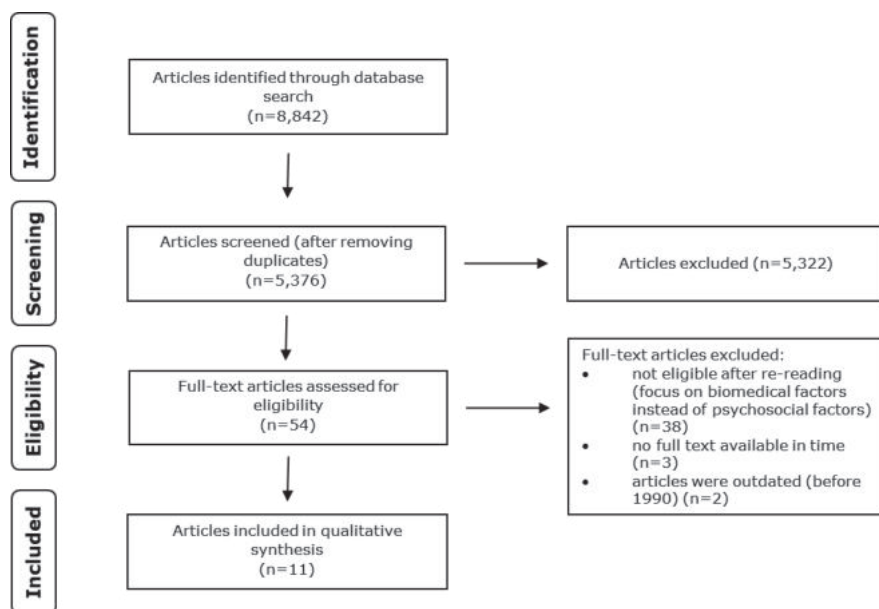 Identification
Articles identified through database
search
(n=8,842)
Screening
Articles screened (after removing
duplicates)
(n=5,376)
Articles excluded (n=5,322)
Eligibility
Full-text articles assessed for
eligibility
(n=54)
Full-text articles excluded:
• not eligible after re-reading
(focus on biomedical factors
instead of psychosocial factors)
(n=38)
• no full text available in time
(n=3)
• articles were outdated (before
1990) (n=2)
Included
Articles included in qualitative
synthesis
(n=11)